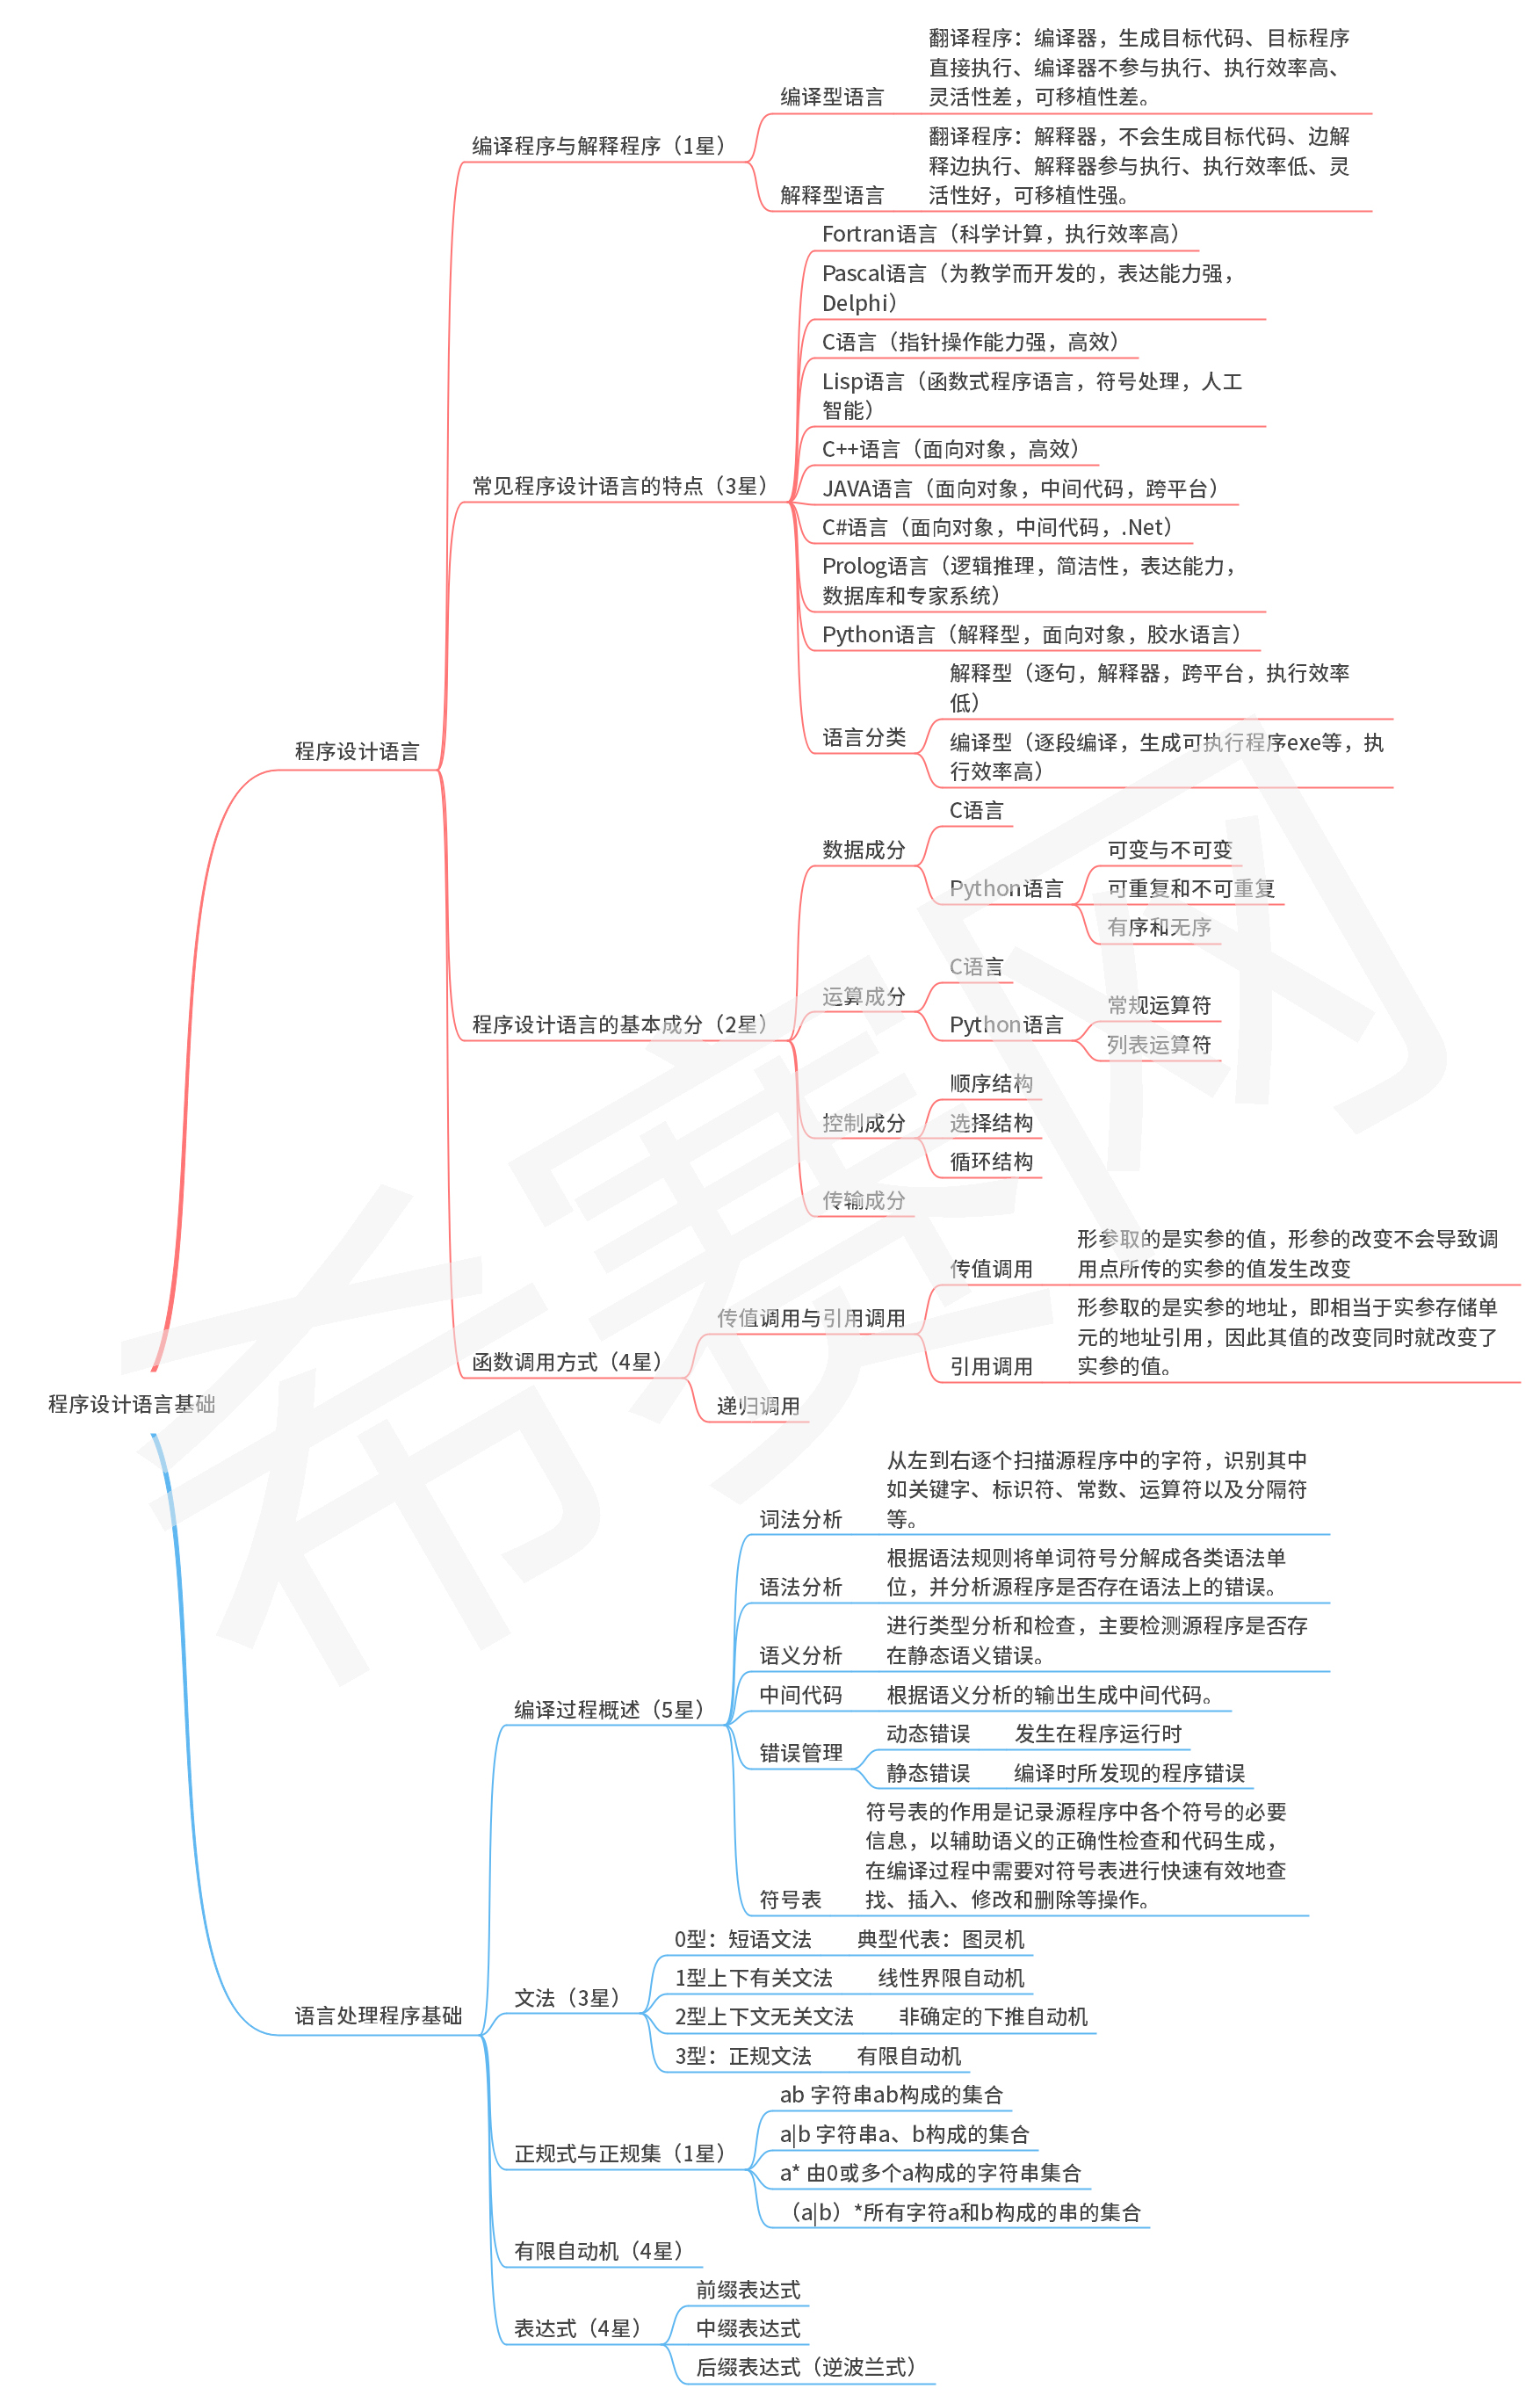 程序设计语言基础
程序设计语言
编译程序与解释程序（1星）
编译型语言
翻译程序：编译器，生成目标代码、目标程序
直接执行、编译器不参与执行、执行效率高、
灵活性差，可移植性差。
解释型语言
翻译程序：解释器，不会生成目标代码、边解
释边执行、解释器参与执行、执行效率低、灵
活性好，可移植性强。
常见程序设计语言的特点（3星）
Fortran语言（科学计算，执行效率高）
Pascal语言（为教学而开发的，表达能力强，
Delphi）
C语言（指针操作能力强，高效）
Lisp语言（函数式程序语言，符号处理，人工
智能）
C++语言（面向对象，高效）
JAVA语言（面向对象，中间代码，跨平台）
C#语言（面向对象，中间代码，.Net）
Prolog语言（逻辑推理，简洁性，表达能力，
数据库和专家系统）
Python语言（解释型，面向对象，胶水语言）
语言分类
解释型（逐句，解释器，跨平台，执行效率
低）
编译型（逐段编译，生成可执行程序exe等，执
行效率高）
程序设计语言的基本成分（2星）
数据成分
C语言
Python语言
可变与不可变
可重复和不可重复
有序和无序
运算成分
C语言
Python语言
常规运算符
列表运算符
控制成分
顺序结构
选择结构
循环结构
传输成分
函数调用方式（4星）
传值调用与引用调用
传值调用
形参取的是实参的值，形参的改变不会导致调
用点所传的实参的值发生改变
引用调用
形参取的是实参的地址，即相当于实参存储单
元的地址引用，因此其值的改变同时就改变了
实参的值。
递归调用
语言处理程序基础
编译过程概述（5星）
词法分析
从左到右逐个扫描源程序中的字符，识别其中
如关键字、标识符、常数、运算符以及分隔符
等。
语法分析
根据语法规则将单词符号分解成各类语法单
位，并分析源程序是否存在语法上的错误。
语义分析
进行类型分析和检查，主要检测源程序是否存
在静态语义错误。
中间代码
根据语义分析的输出生成中间代码。
错误管理
动态错误
发生在程序运行时
静态错误
编译时所发现的程序错误
符号表
符号表的作用是记录源程序中各个符号的必要
信息，以辅助语义的正确性检查和代码生成，
在编译过程中需要对符号表进行快速有效地查
找、插入、修改和删除等操作。
文法（3星）
0型：短语文法
典型代表：图灵机
1型上下有关文法
线性界限自动机
2型上下文无关文法
非确定的下推自动机
3型：正规文法
有限自动机
正规式与正规集（1星）
ab 字符串ab构成的集合
a|b 字符串a、b构成的集合
a* 由0或多个a构成的字符串集合
（a|b）*所有字符a和b构成的串的集合
有限自动机（4星）
表达式（4星）
前缀表达式
中缀表达式
后缀表达式（逆波兰式）
希赛网